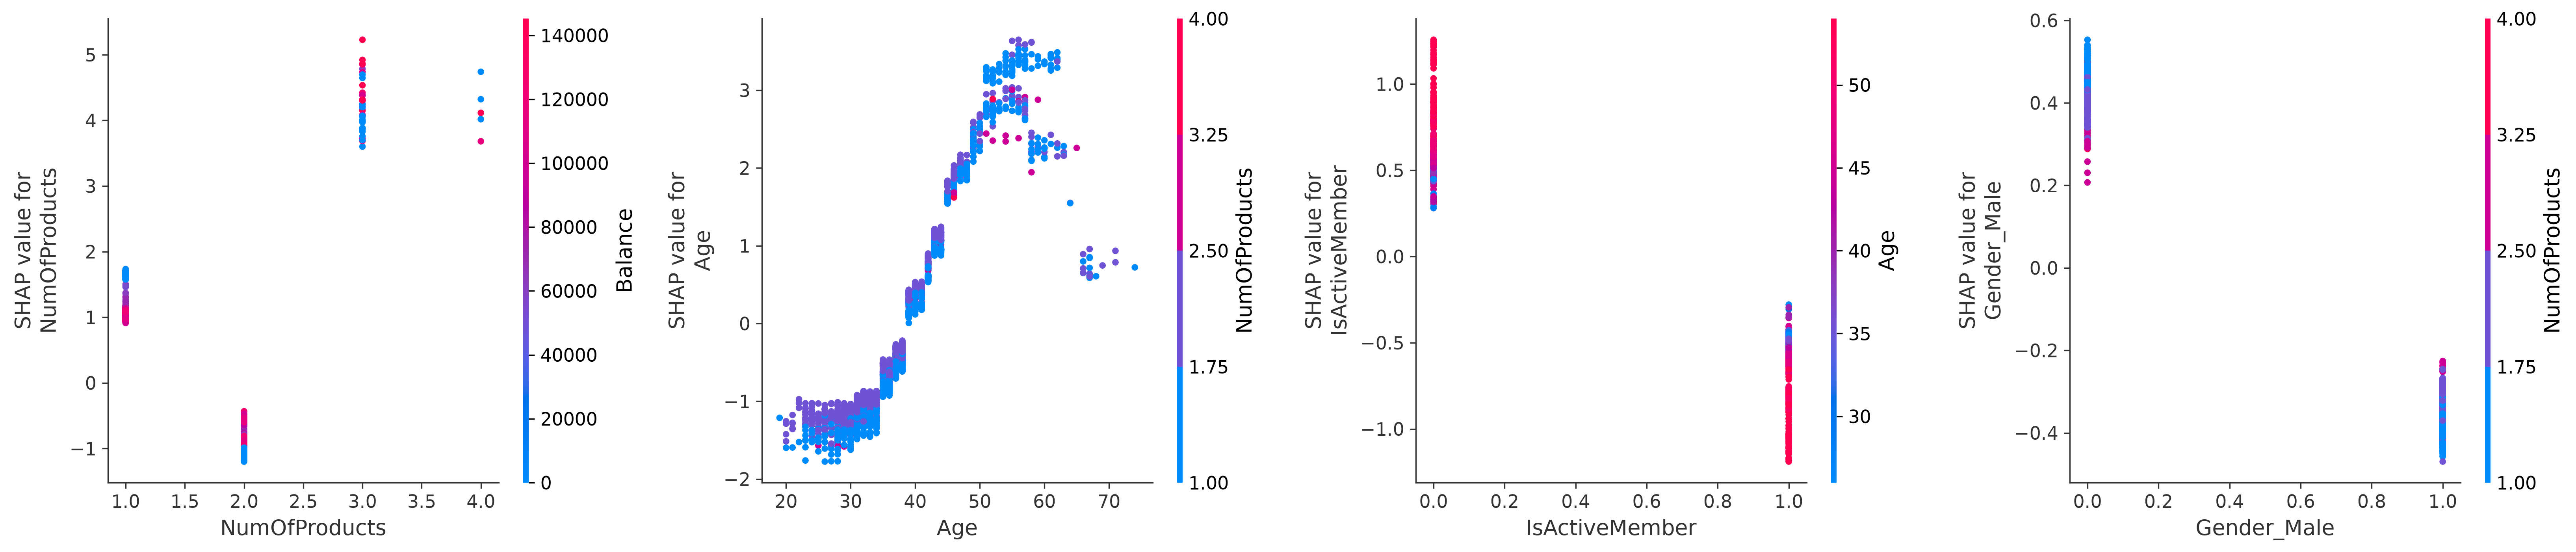 5
4
3
2
1
0
−1
SHAP value for
NumOfProducts
1.0 1.5 2.0 2.5 3.0 3.5 4.0
NumOfProducts
140000
120000
100000
80000
60000
40000
20000
0
Balance
3
2
1
0
−1
−2
SHAP value for
Age
20 30 40 50 60 70
Age
4.00
3.25
2.50
1.75
1.00
NumOfProducts
1.0
0.5
0.0
−0.5
−1.0
SHAP value for
IsActiveMember
0.0 0.2 0.4 0.6 0.8 1.0
IsActiveMember
50
45
40
35
30
Age
0.6
0.4
0.2
0.0
−0.2
−0.4
SHAP value for
Gender_Male
0.0 0.2 0.4 0.6 0.8 1.0
Gender_Male
4.00
3.25
2.50
1.75
1.00
NumOfProducts